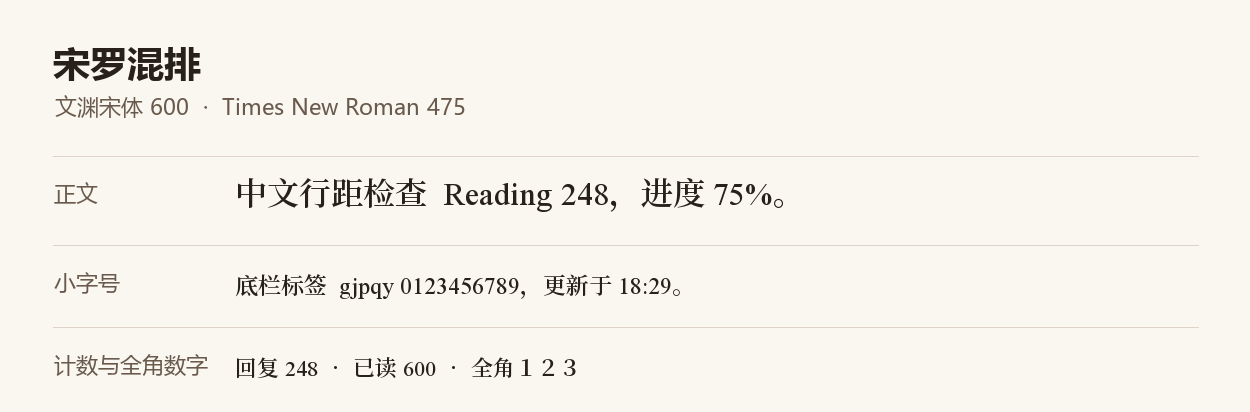 宋罗混排
文渊宋体 600 · Times New Roman 475
正文 中文行距检查 Reading 248，进度 75%。
小字号 底栏标签 gjpqy 0123456789，更新于 18:29。
计数与全角数字 回复 248 · 已读 600 · 全角１２３